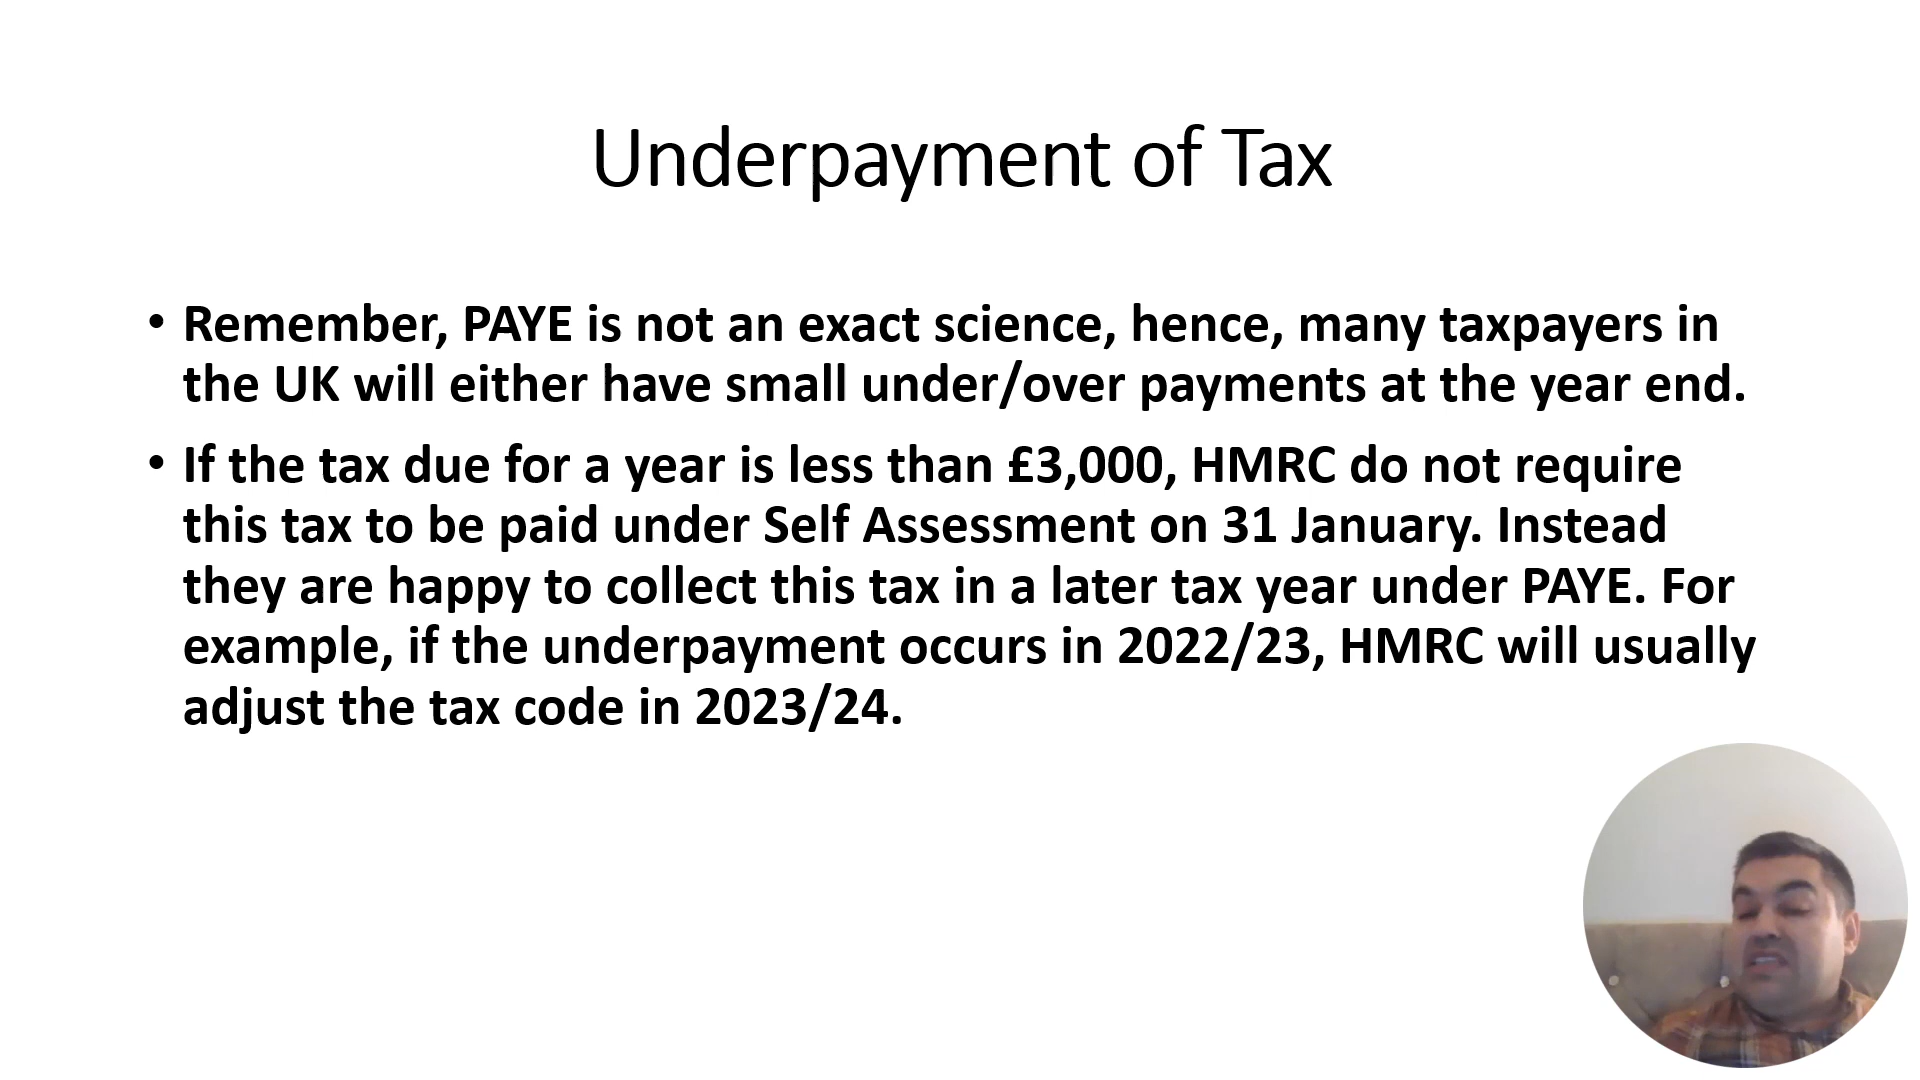 Underpayment of Tax
• Remember, PAYE is not an exact science, hence, many taxpayers in
the UK will either have small under/over payments at the year end.
• If the tax due for a year is less than £3,000, HMRC do not require
this tax to be paid under Self Assessment on 31 January. Instead
they are happy to collect this tax in a later tax year under PAYE. For
example, if the underpayment occurs in 2022/23, HMRC will usually
adjust the tax code in 2023/24.